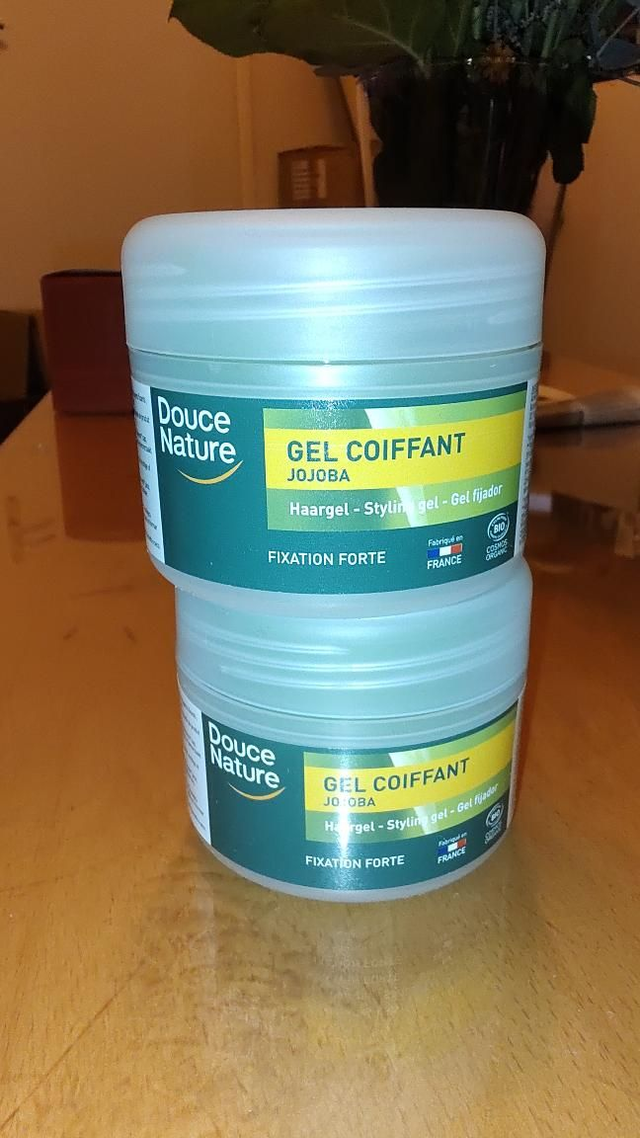 Douce
Nature
GEL COIFFANT
JOJOBA
Haargel - Styling gel - Gel fijador
FIXATION FORTE
Fabriqué en
FRANCE
BIO
COSMOS
ORGANIC
Douce
Nature
GEL COIFFANT
JOJOBA
Haargel - Styling gel - Gel fijador
FIXATION FORTE
Fabriqué en
FRANCE
BIO